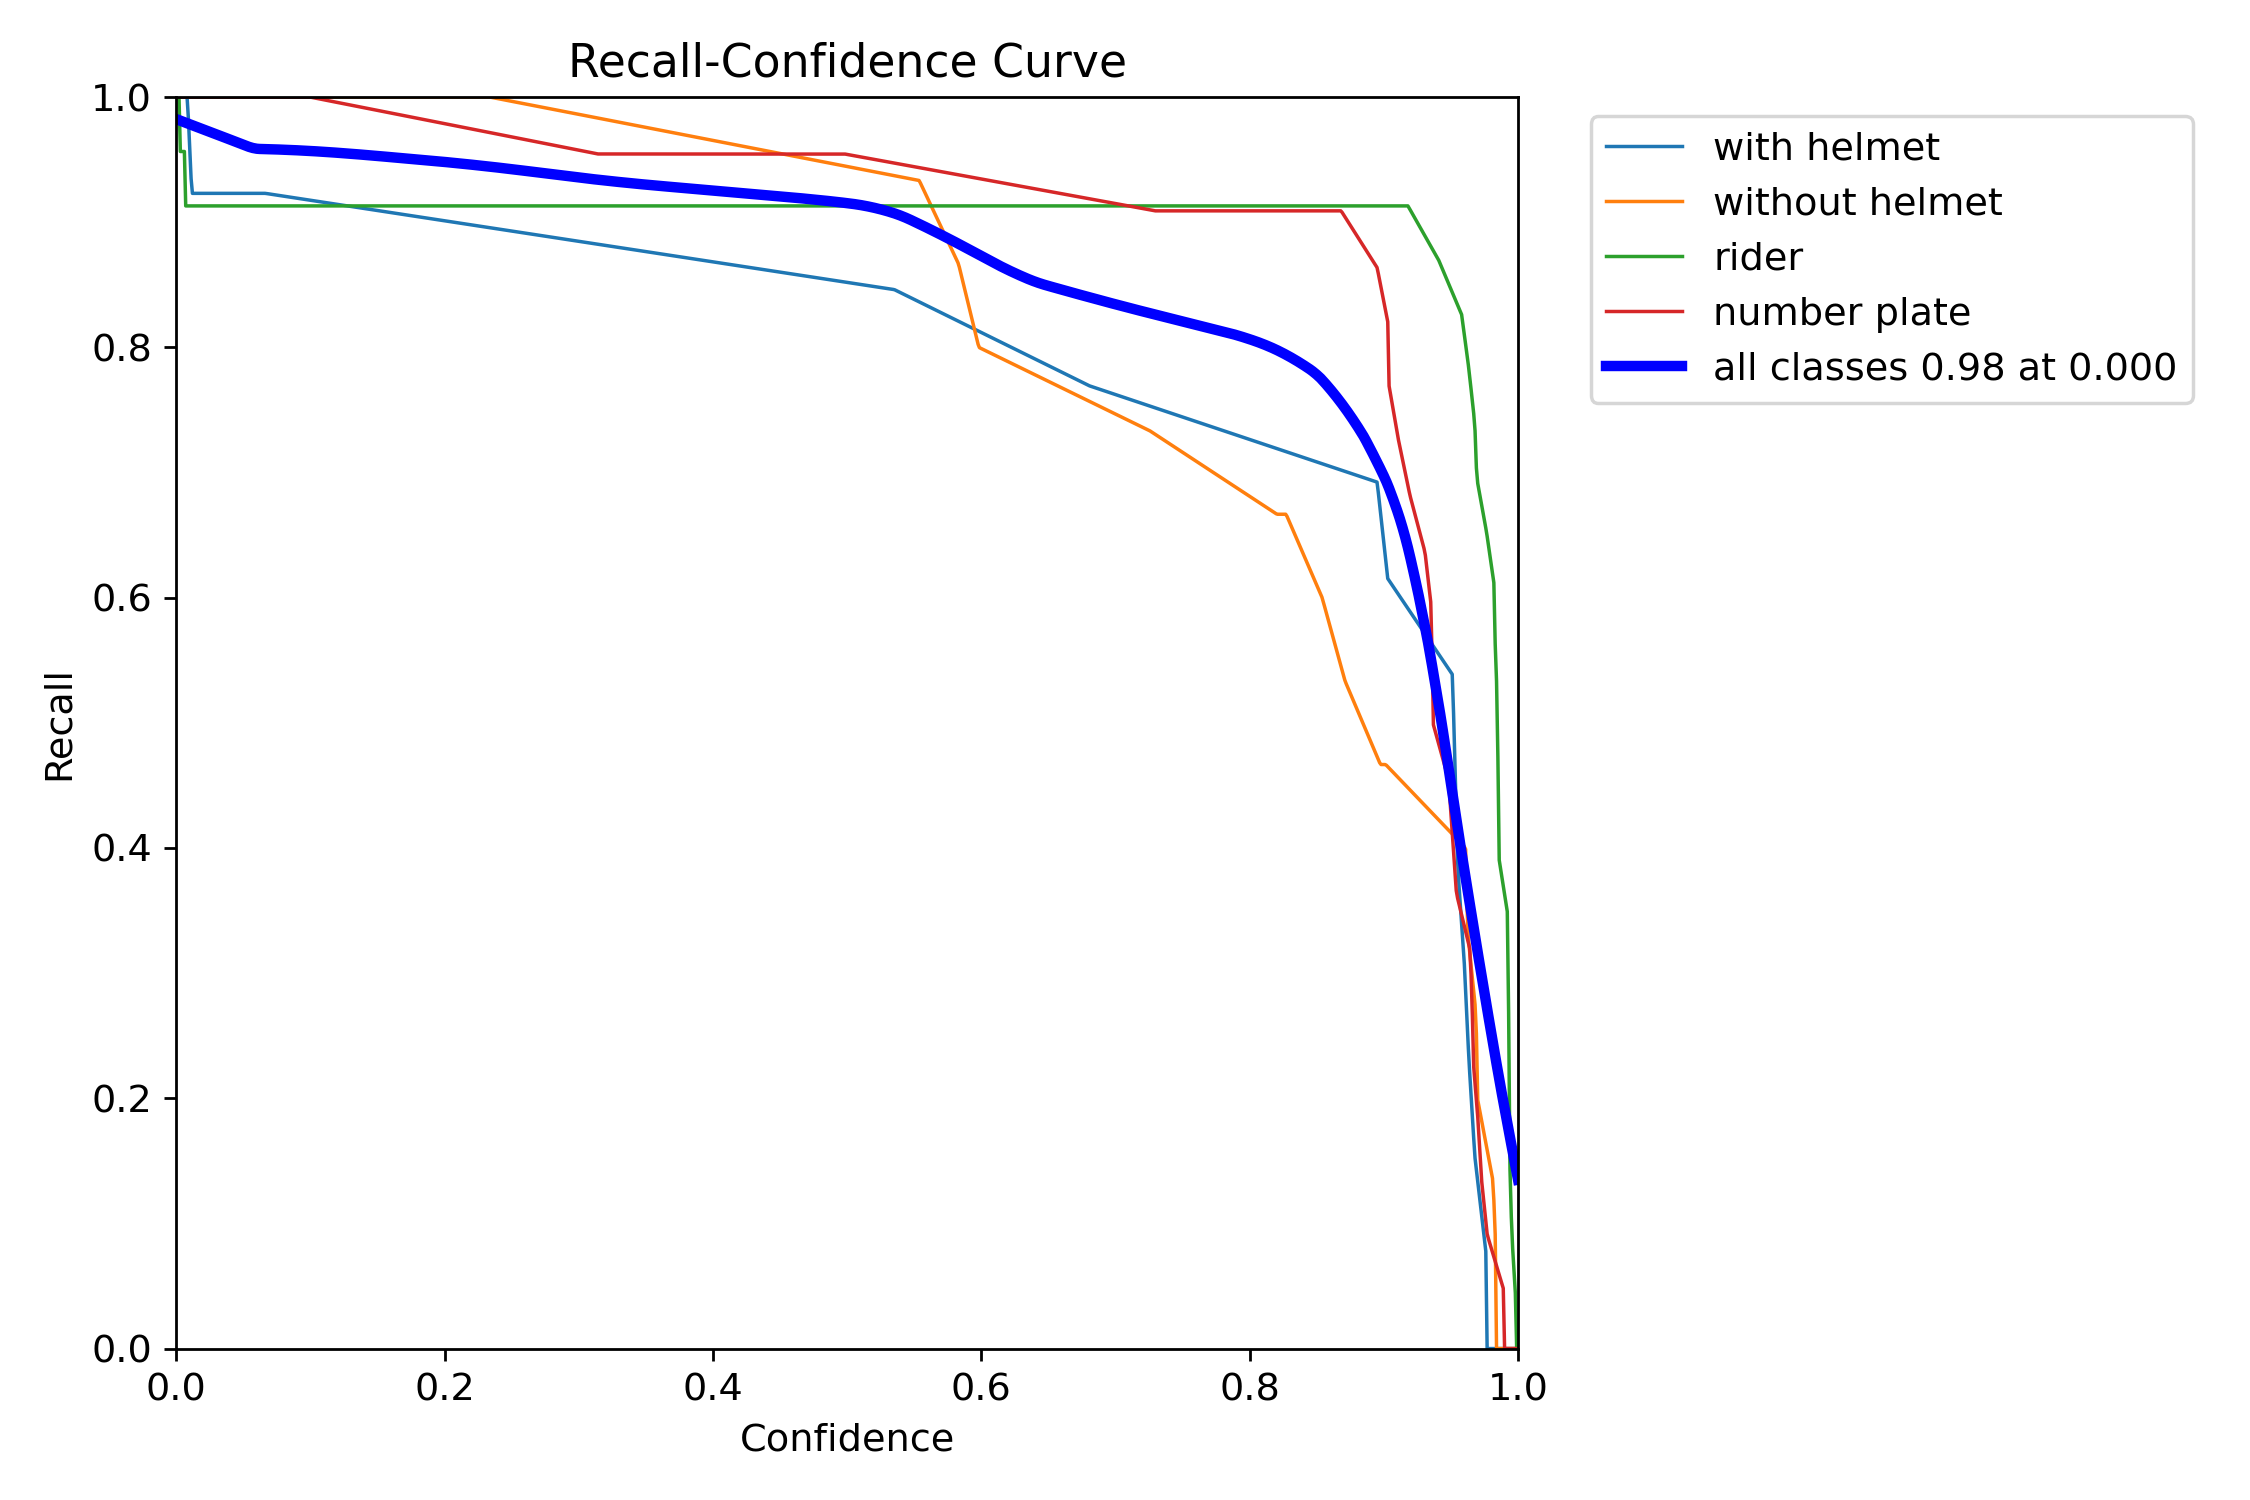 Recall-Confidence Curve
1.0
0.8
0.6
0.4
0.2
0.0
Recall
0.0 0.2 0.4 0.6 0.8 1.0
Confidence
with helmet
without helmet
rider
number plate
all classes 0.98 at 0.000